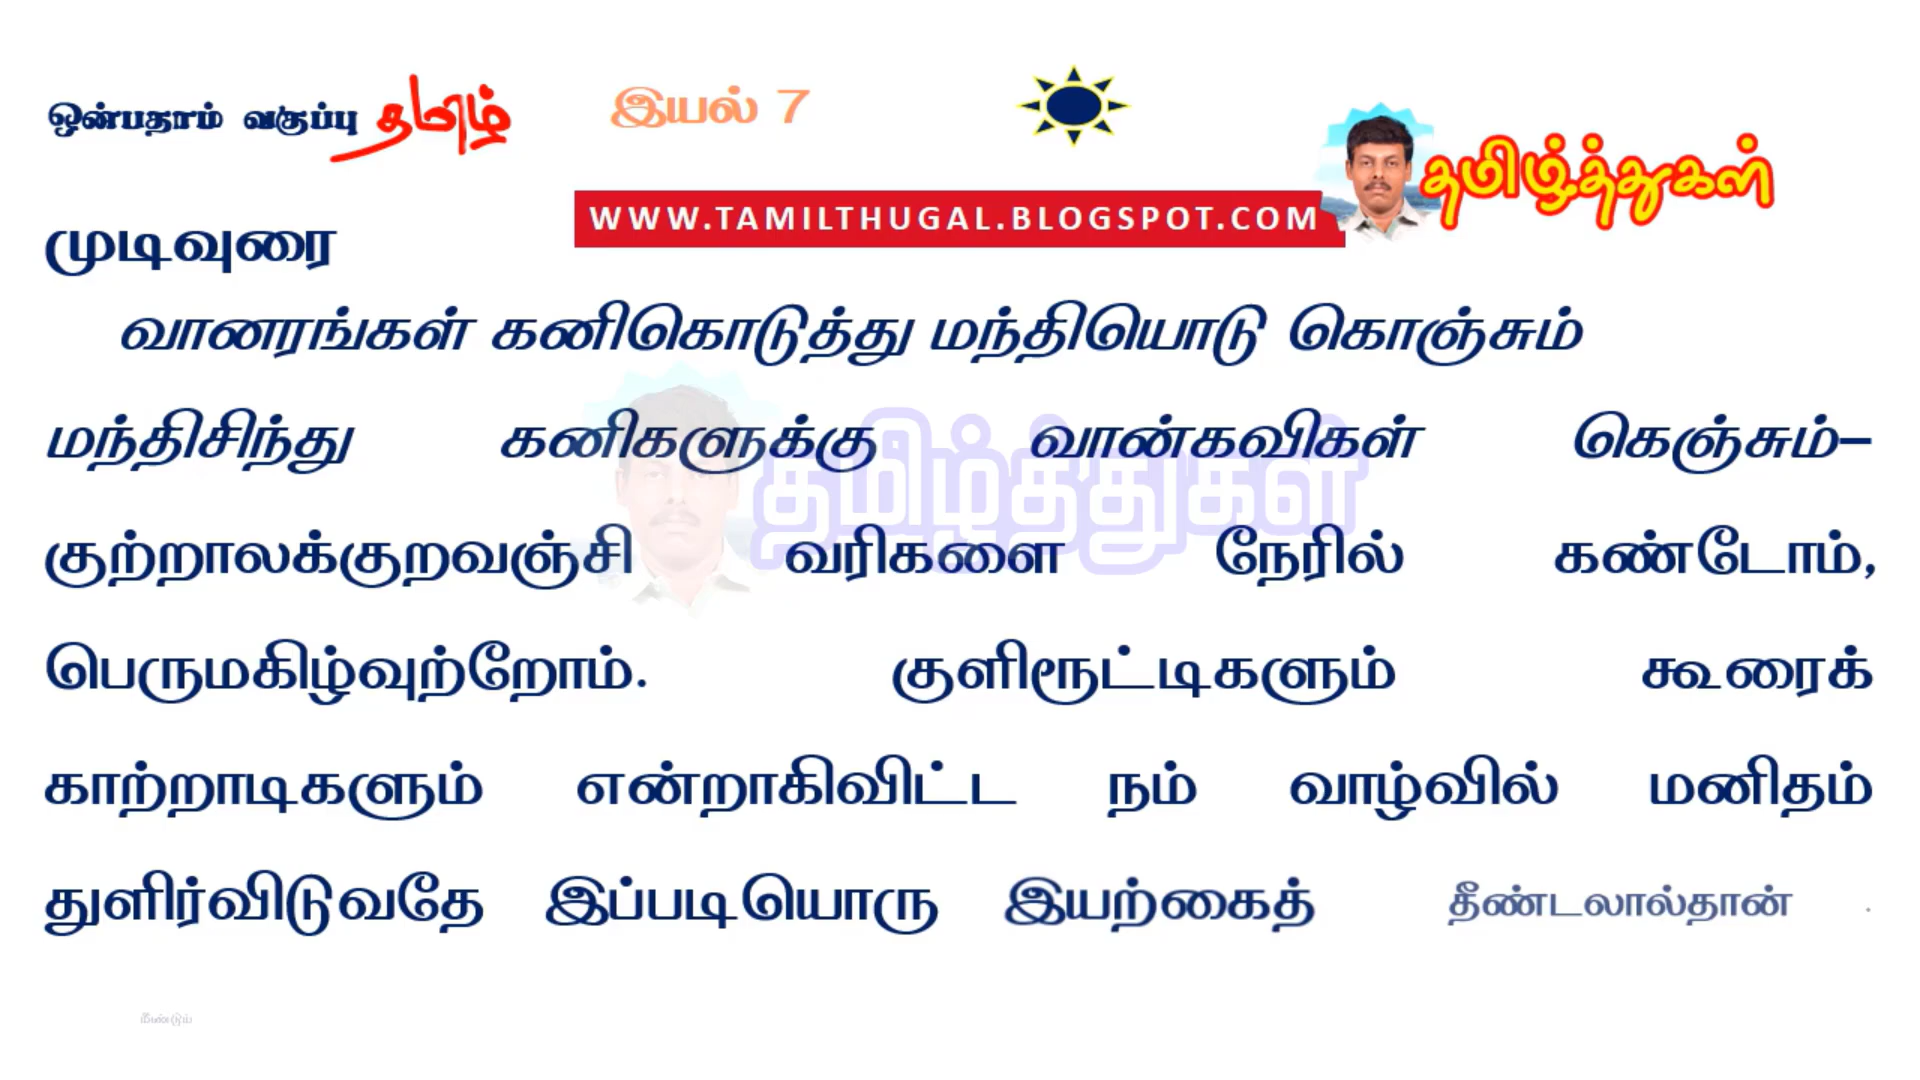 ஒன்பதாம் வகுப்பு தமிழ் இயல் 7
தமிழ்த்துகள்
WWW.TAMILTHUGAL.BLOGSPOT.COM
முடிவுரை
வானரங்கள் கனிகொடுத்து மந்தியொடு கொஞ்சும்
மந்திசிந்து கனிகளுக்கு வான்கவிகள் கெஞ்சும்–
தமிழ்த்துகள்
குற்றாலக்குறவஞ்சி வரிகளை நேரில் கண்டோம்,
பெருமகிழ்வுற்றோம். குளிரூட்டிகளும் கூரைக்
காற்றாடிகளும் என்றாகிவிட்ட நம் வாழ்வில் மனிதம்
துளிர்விடுவதே இப்படியொரு இயற்கைத் தீண்டலால்தான் .